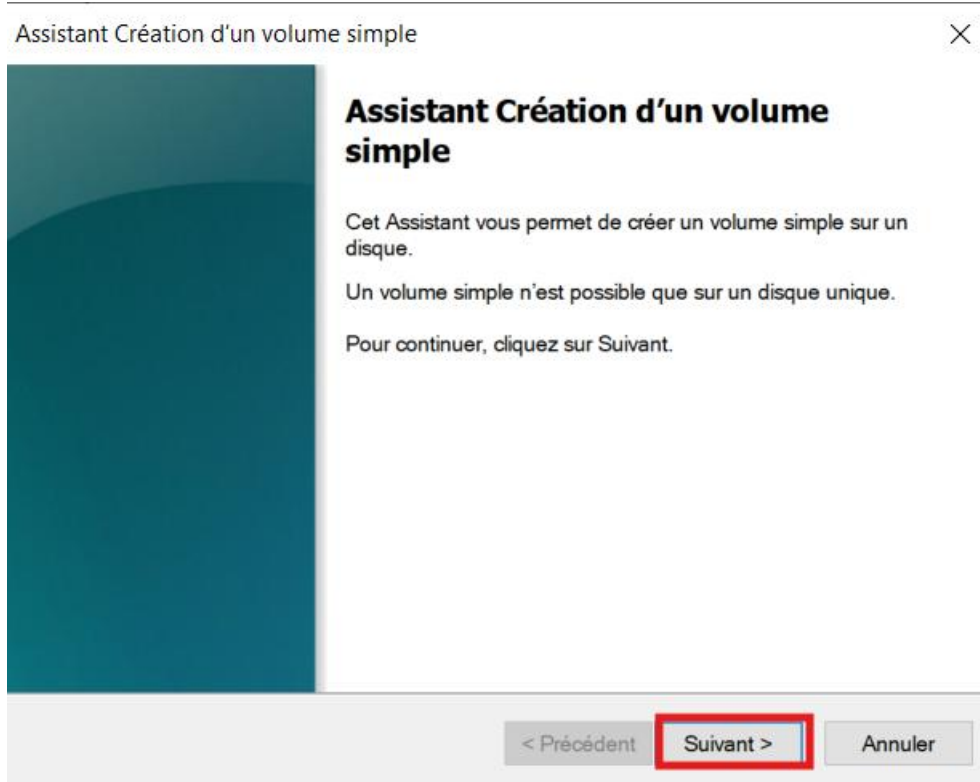 Assistant Création d’un volume simple
Assistant Création d’un volume
simple
Cet Assistant vous permet de créer un volume simple sur un
disque.
Un volume simple n’est possible que sur un disque unique.
Pour continuer, cliquez sur Suivant.
< Précédent Suivant > Annuler